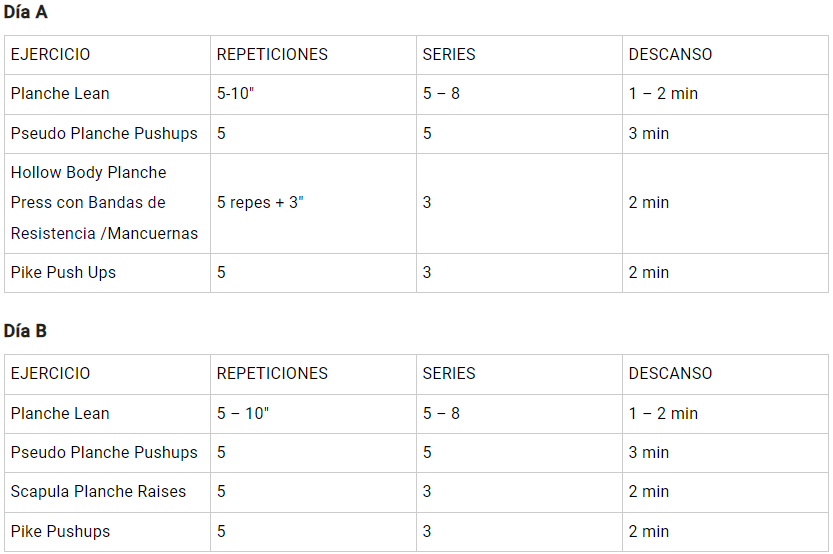 Día A
EJERCICIO REPETICIONES SERIES DESCANSO
Planche Lean 5-10" 5 – 8 1 – 2 min
Pseudo Planche Pushups 5 5 3 min
Hollow Body Planche
Press con Bandas de 5 repes + 3" 3 2 min
Resistencia /Mancuernas
Pike Push Ups 5 3 2 min
Día B
EJERCICIO REPETICIONES SERIES DESCANSO
Planche Lean 5 – 10" 5 – 8 1 – 2 min
Pseudo Planche Pushups 5 5 3 min
Scapula Planche Raises 5 3 2 min
Pike Pushups 5 3 2 min